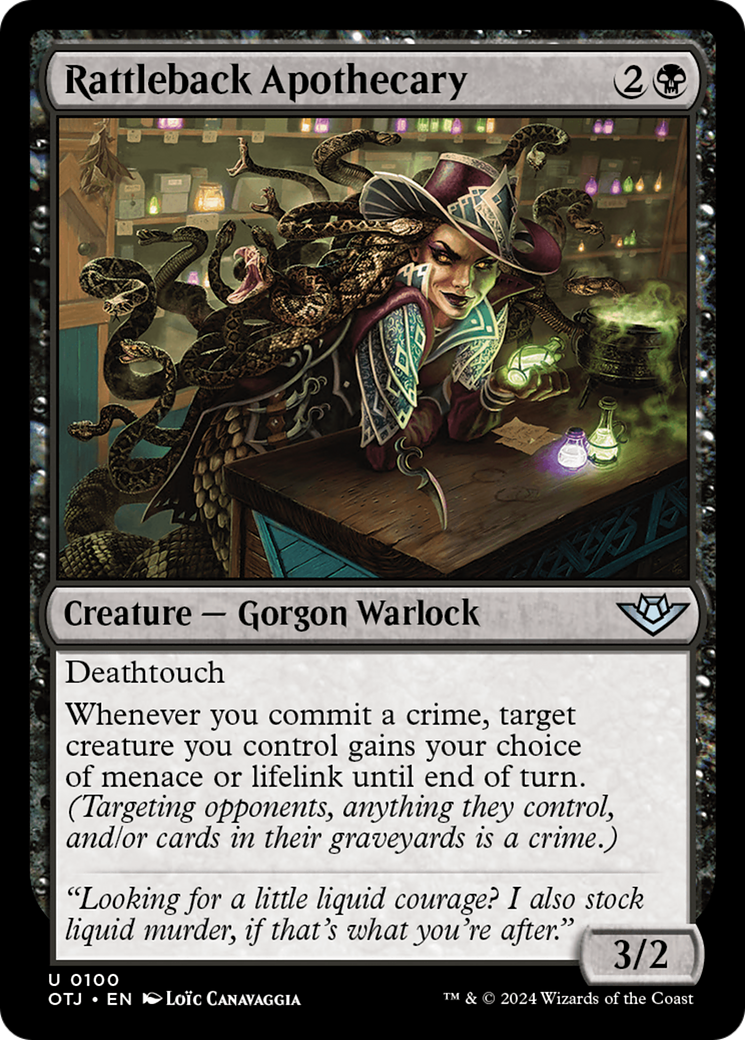 Rattleback Apothecary 2
Creature — Gorgon Warlock
Deathtouch
Whenever you commit a crime, target
creature you control gains your choice
of menace or lifelink until end of turn.
(Targeting opponents, anything they control,
and/or cards in their graveyards is a crime.)
“Looking for a little liquid courage? I also stock
liquid murder, if that’s what you’re after.”
3/2
U 0100
OTJ • EN Loïc Canavaggia ™ & © 2024 Wizards of the Coast